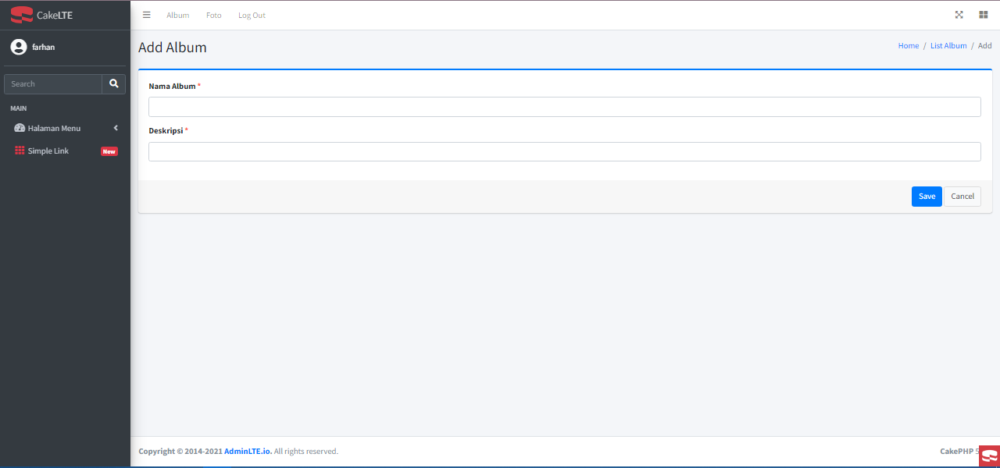 CakeLTE
Album Foto Log Out
farhan
Add Album
Home / List Album / Add
Search
MAIN
Halaman Menu
Simple Link New
Nama Album *
Deskripsi *
Save Cancel
Copyright © 2014-2021 AdminLTE.io. All rights reserved.
CakePHP